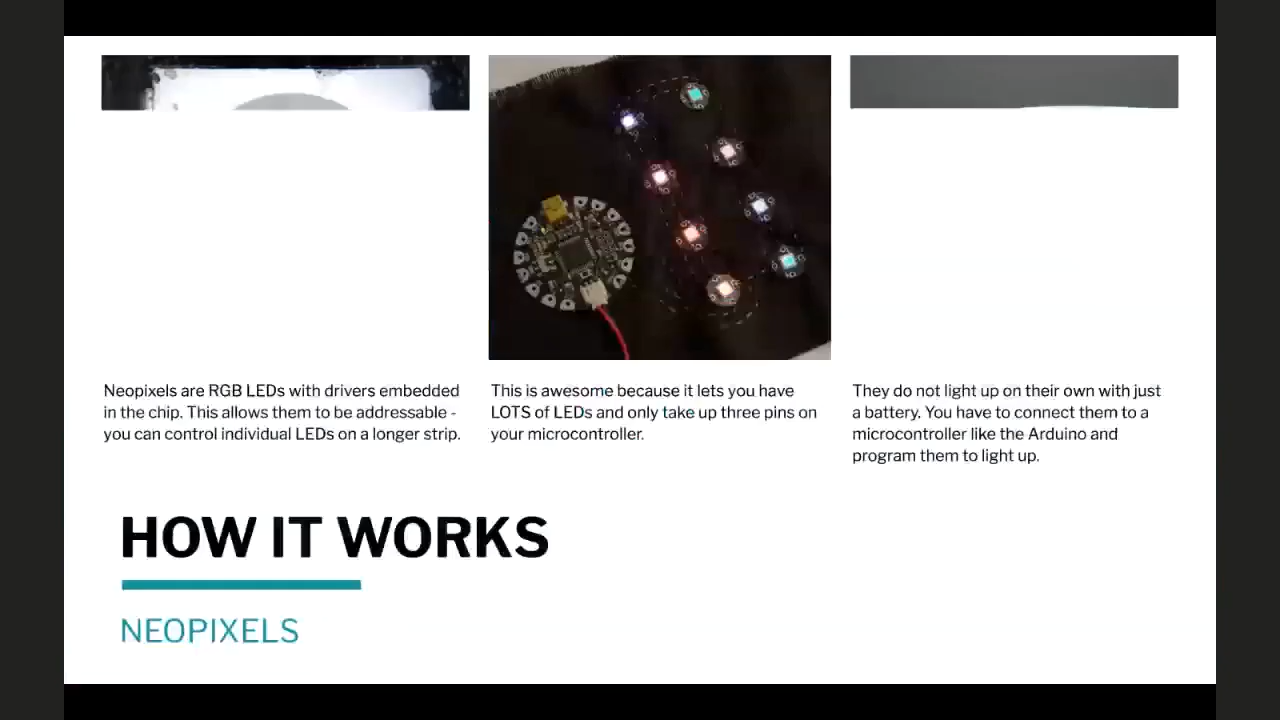 Neopixels are RGB LEDs with drivers embedded
in the chip. This allows them to be addressable -
you can control individual LEDs on a longer strip.
This is awesome because it lets you have
LOTS of LEDs and only take up three pins on
your microcontroller.
They do not light up on their own with just
a battery. You have to connect them to a
microcontroller like the Arduino and
program them to light up.
HOW IT WORKS
NEOPIXELS